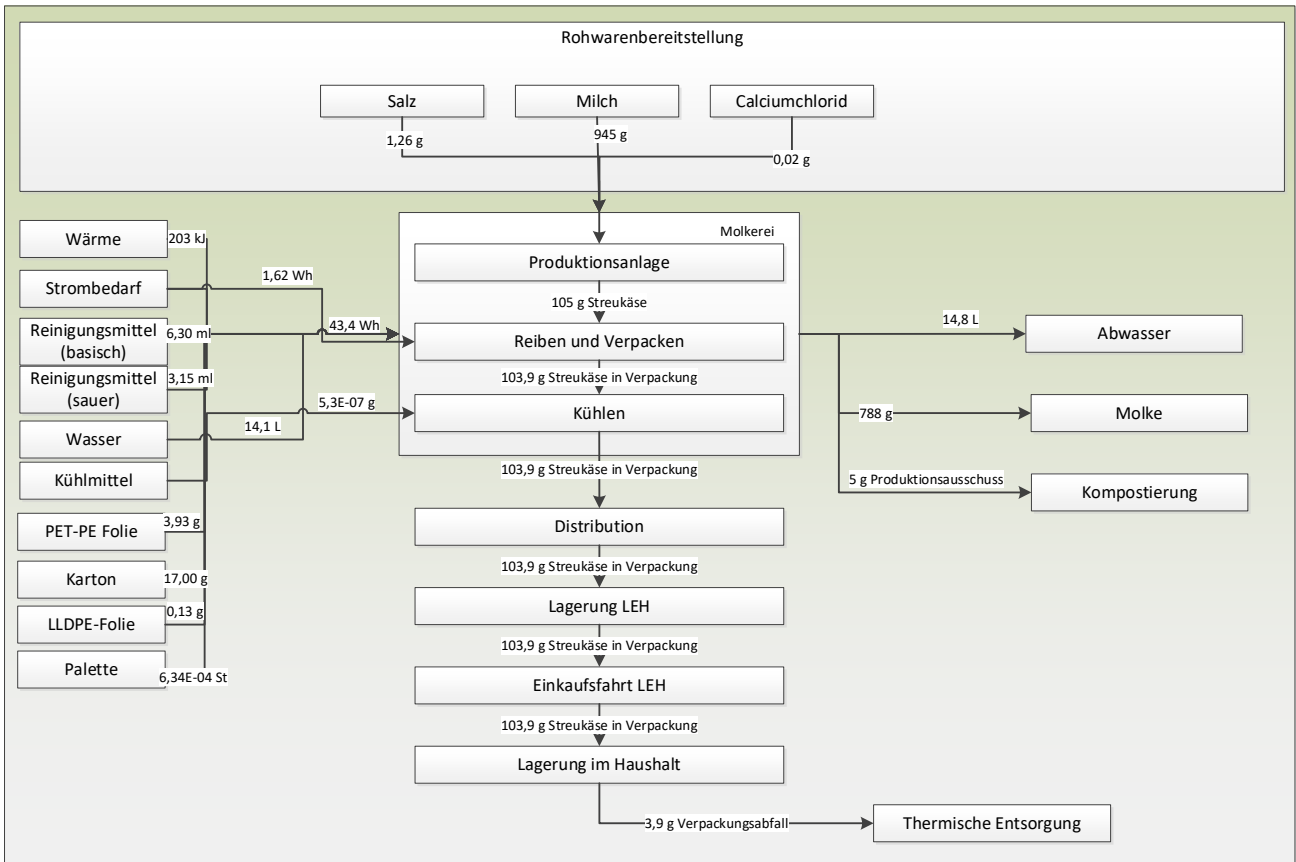 Rohwarenbereitstellung
Salz
Milch
Calciumchlorid
1,26 g
945 g
0,02 g
Molkerei
Wärme
203 kJ
Produktionsanlage
Strombedarf
1,62 Wh
105 g Streukäse
Reinigungsmittel
(basisch)
6,30 ml
43,4 Wh
Reiben und Verpacken
14,8 L
Abwasser
Reinigungsmittel
(sauer)
3,15 ml
103,9 g Streukäse in Verpackung
5,3E-07 g
Kühlen
788 g
Molke
Wasser
14,1 L
Kühlmittel
103,9 g Streukäse in Verpackung
5 g Produktionsausschuss
Kompostierung
PET-PE Folie
3,93 g
Distribution
103,9 g Streukäse in Verpackung
Karton
17,00 g
Lagerung LEH
LLDPE-Folie
0,13 g
103,9 g Streukäse in Verpackung
Palette
6,34E-04 St
Einkaufsfahrt LEH
103,9 g Streukäse in Verpackung
Lagerung im Haushalt
3,9 g Verpackungsabfall
Thermische Entsorgung